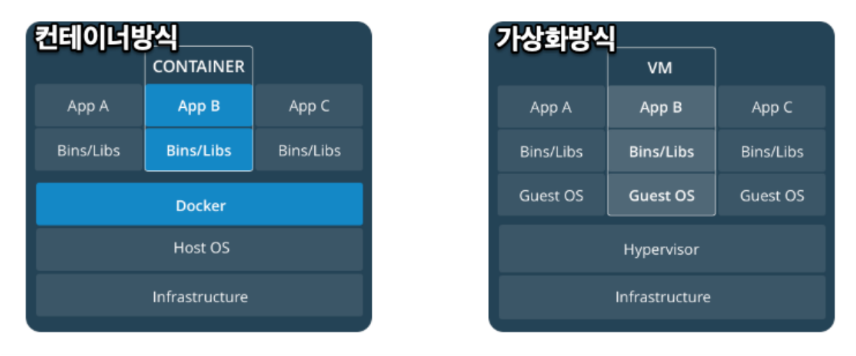 컨테이너방식
CONTAINER
App A App B App C
Bins/Libs Bins/Libs Bins/Libs
Docker
Host OS
Infrastructure
가상화방식
VM
App A App B App C
Bins/Libs Bins/Libs Bins/Libs
Guest OS Guest OS Guest OS
Hypervisor
Infrastructure